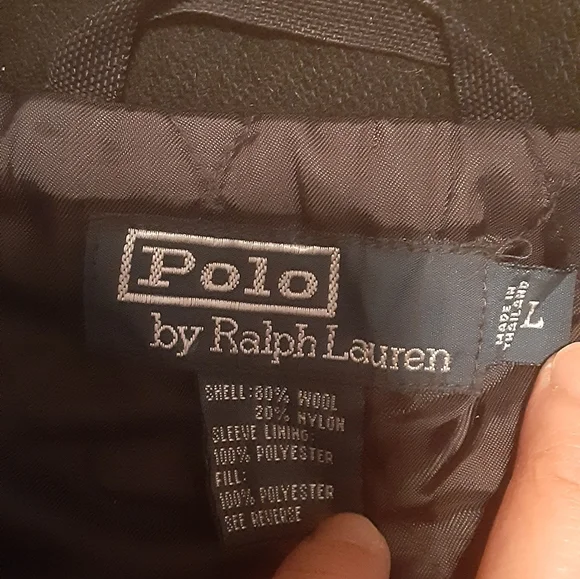 Polo
by Ralph Lauren
MADE IN
THAILAND
L
SHELL: 80% WOOL
20% NYLON
SLEEVE LINING:
100% POLYESTER
FILL:
100% POLYESTER
SEE REVERSE